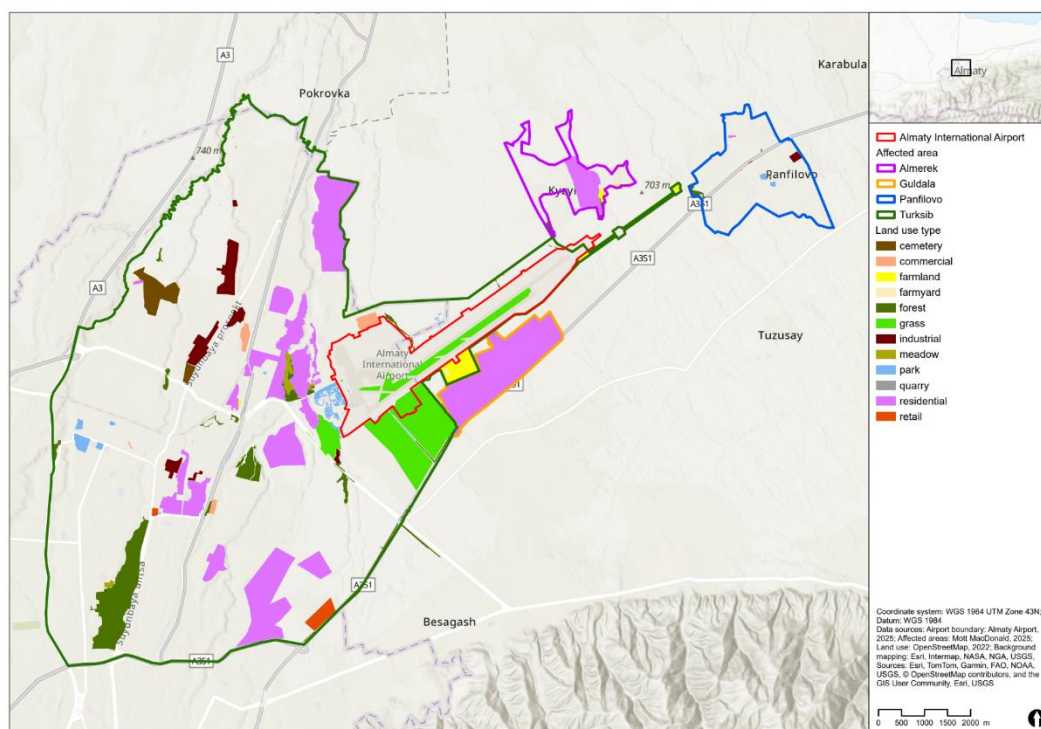 A3
Pokrovka
Karabula
740 m
Kyzyl
703 m
Panfilovo
A351
A351
A3
Suyunbaya prospekt
Almaty
International
Airport
Tuzusay
A351
Suyunbaya ulitsa
A351
Besagash
A351
Almaty
Almaty International Airport
Affected area
Almerek
Guldala
Panfilovo
Turksib
Land use type
cemetery
commercial
farmland
farmyard
forest
grass
industrial
meadow
park
quarry
residential
retail
Coordinate system: WGS 1984 UTM Zone 43N;
Datum: WGS 1984
Data sources: Airport boundary: Almaty Airport,
2025; Affected areas: Mott MacDonald, 2025;
Land use: OpenStreetMap, 2022; Background
mapping: Esri, Intermap, NASA, NGA, USGS,
Sources: Esri, TomTom, Garmin, FAO, NOAA,
USGS, © OpenStreetMap contributors, and the
GIS User Community, Esri, USGS
0 500 1000 1500 2000 m